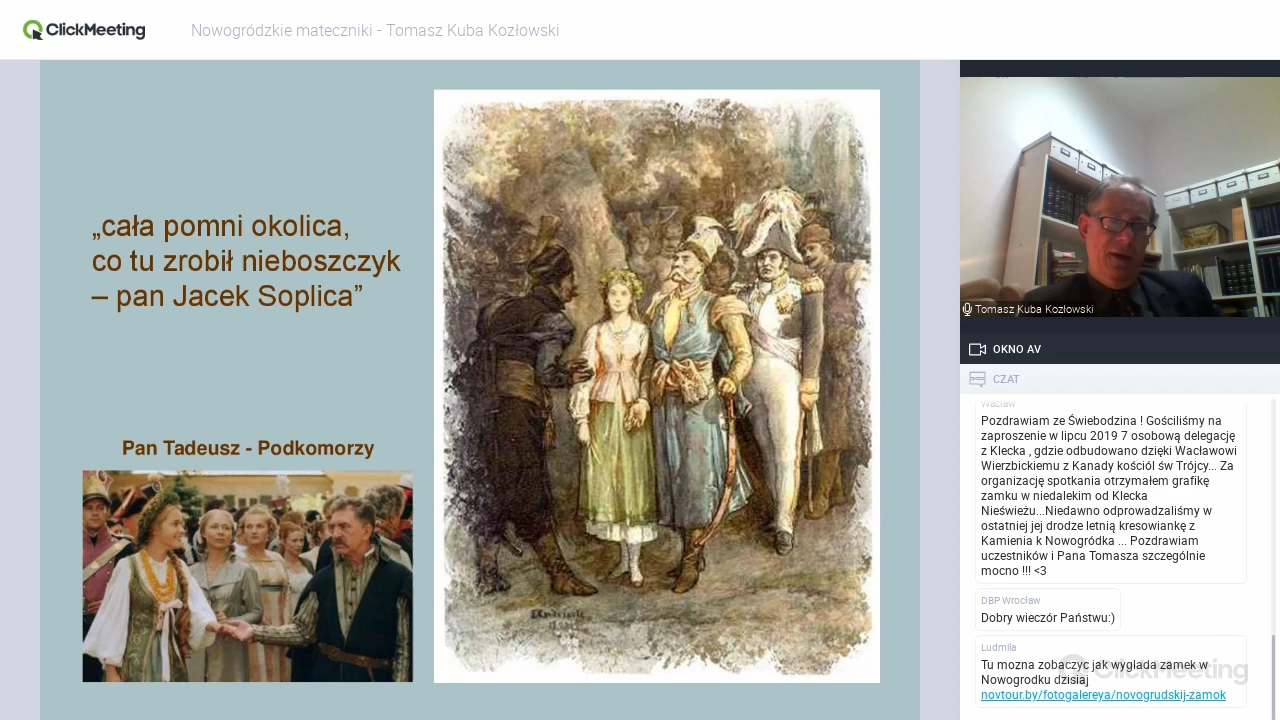 ClickMeeting
Nowogródzkie mateczniki - Tomasz Kuba Kozłowski
„cała pomni okolica,
co tu zrobił nieboszczyk
– pan Jacek Soplica”
Pan Tadeusz - Podkomorzy
Tomasz Kuba Kozłowski
OKNO AV
CZAT
Wacław
Pozdrawiam ze Świebodzina ! Gościliśmy na
zaproszenie w lipcu 2019 7 osobową delegację
z Klecka , gdzie odbudowano dzięki Wacławowi
Wierzbickiemu z Kanady kościól św Trójcy... Za
organizację spotkania otrzymałem grafikę
zamku w niedalekim od Klecka
Nieświeżu...Niedawno odprowadzaliśmy w
ostatniej jej drodze letnią kresowiankę z
Kamienia k Nowogródka ... Pozdrawiam
uczestników i Pana Tomasza szczególnie
mocno !!! <3
DBP Wrocław
Dobry wieczór Państwu:)
Ludmila
Tu mozna zobaczyc jak wyglada zamek w
Nowogrodku dzisiaj
novtour.by/fotogalereya/novogrudskij-zamok
ClickMeeting